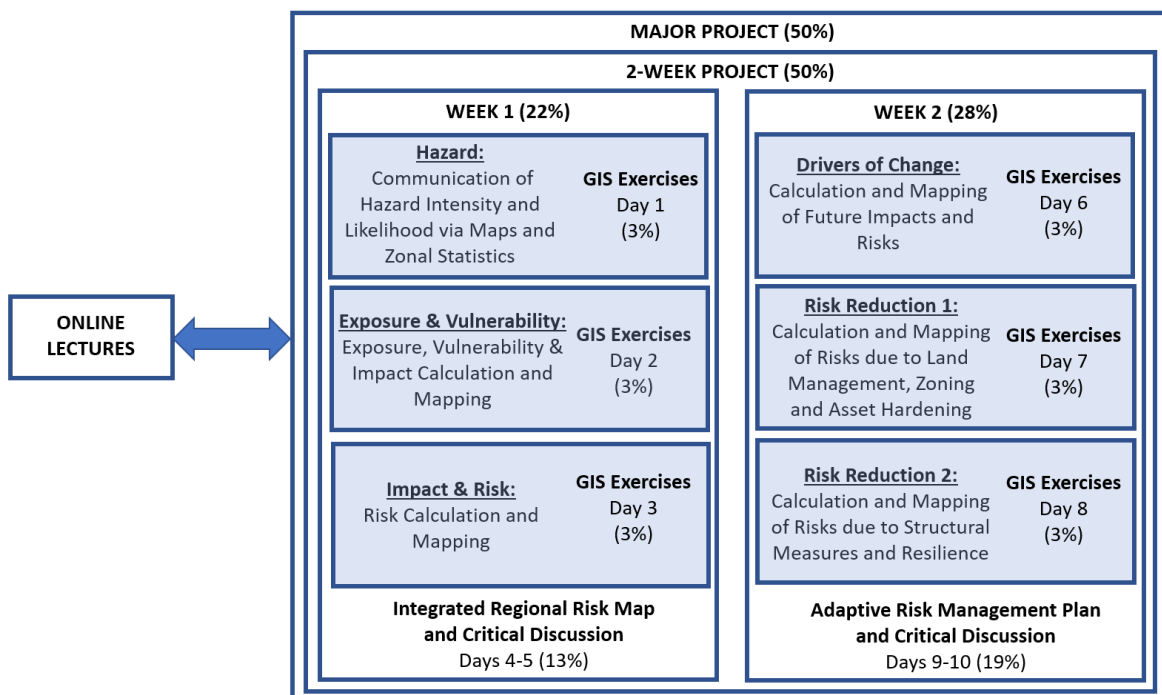 MAJOR PROJECT (50%)
2-WEEK PROJECT (50%)
ONLINE
LECTURES
WEEK 1 (22%)
Hazard:
Communication of
Hazard Intensity and
Likelihood via Maps and
Zonal Statistics
GIS Exercises
Day 1
(3%)
Exposure & Vulnerability:
Exposure, Vulnerability &
Impact Calculation and
Mapping
GIS Exercises
Day 2
(3%)
Impact & Risk:
Risk Calculation and
Mapping
GIS Exercises
Day 3
(3%)
Integrated Regional Risk Map
and Critical Discussion
Days 4-5 (13%)
WEEK 2 (28%)
Drivers of Change:
Calculation and Mapping
of Future Impacts and
Risks
GIS Exercises
Day 6
(3%)
Risk Reduction 1:
Calculation and Mapping
of Risks due to Land
Management, Zoning
and Asset Hardening
GIS Exercises
Day 7
(3%)
Risk Reduction 2:
Calculation and Mapping
of Risks due to Structural
Measures and Resilience
GIS Exercises
Day 8
(3%)
Adaptive Risk Management Plan
and Critical Discussion
Days 9-10 (19%)